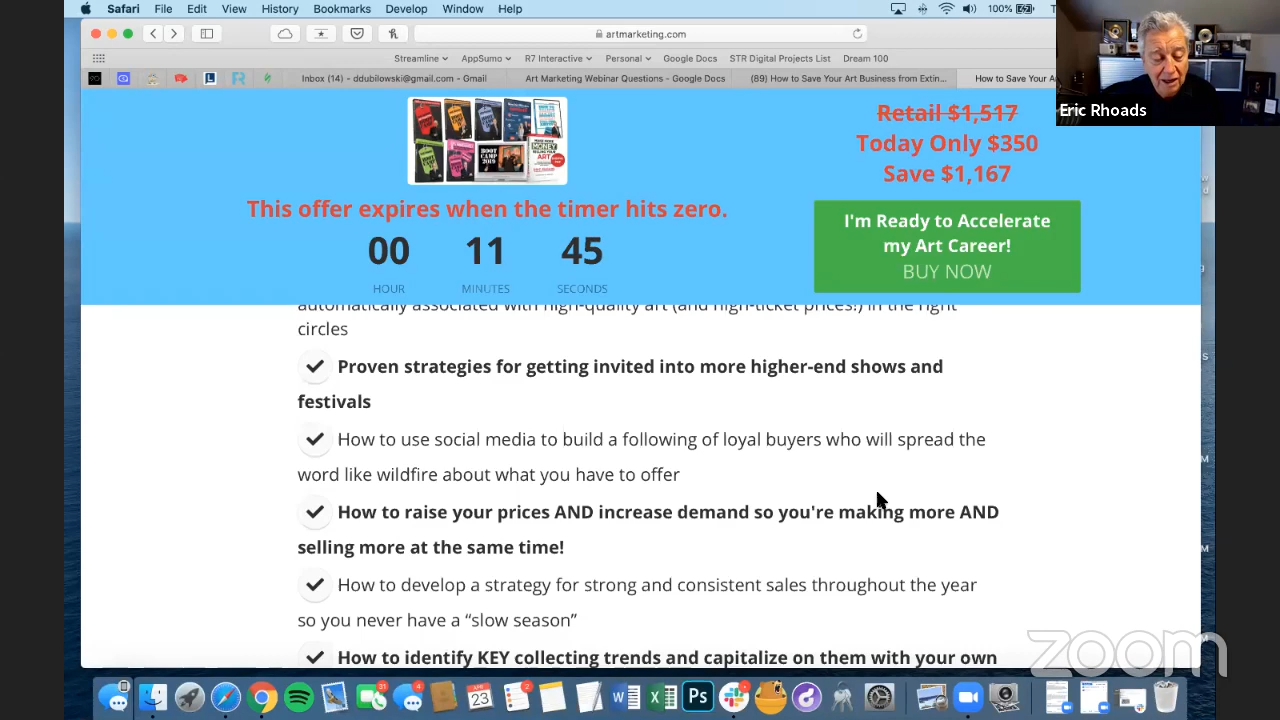 Safari File Edit View History Bookmarks Develop Window Help
100%
artmarketing.com
Streamline AppSumo R7 Interactive Personal Google Docs STR Digital Projects List Dream 100
Inbox (14) - ddubilowski@gmail.com - Gmail
Art Marketing Webinar Questions - Google Docs
(89) How to Save Your Art Business from Extin...
How to Save Your Ar
Eric Rhoads
BOOT CAMP 2019
Retail $1,517
Today Only $350
Save $1,167
This offer expires when the timer hits zero.
00 11 45
HOUR MINUTES SECONDS
I'm Ready to Accelerate
my Art Career!
BUY NOW
automatically associated with high-quality art (and high-ticket prices!) in the right
circles
Proven strategies for getting invited into more higher-end shows and
festivals
How to use social media to build a following of loyal buyers who will spread the
word like wildfire about what you have to offer
How to raise your prices AND increase demand so you're making more AND
selling more at the same time!
How to develop a strategy for strong and consistent sales throughout the year
so you never have a “slow season”
How to identify KEY collecting trends and capitalize on them with your own
zoom
31 4 23 2 W X Ps